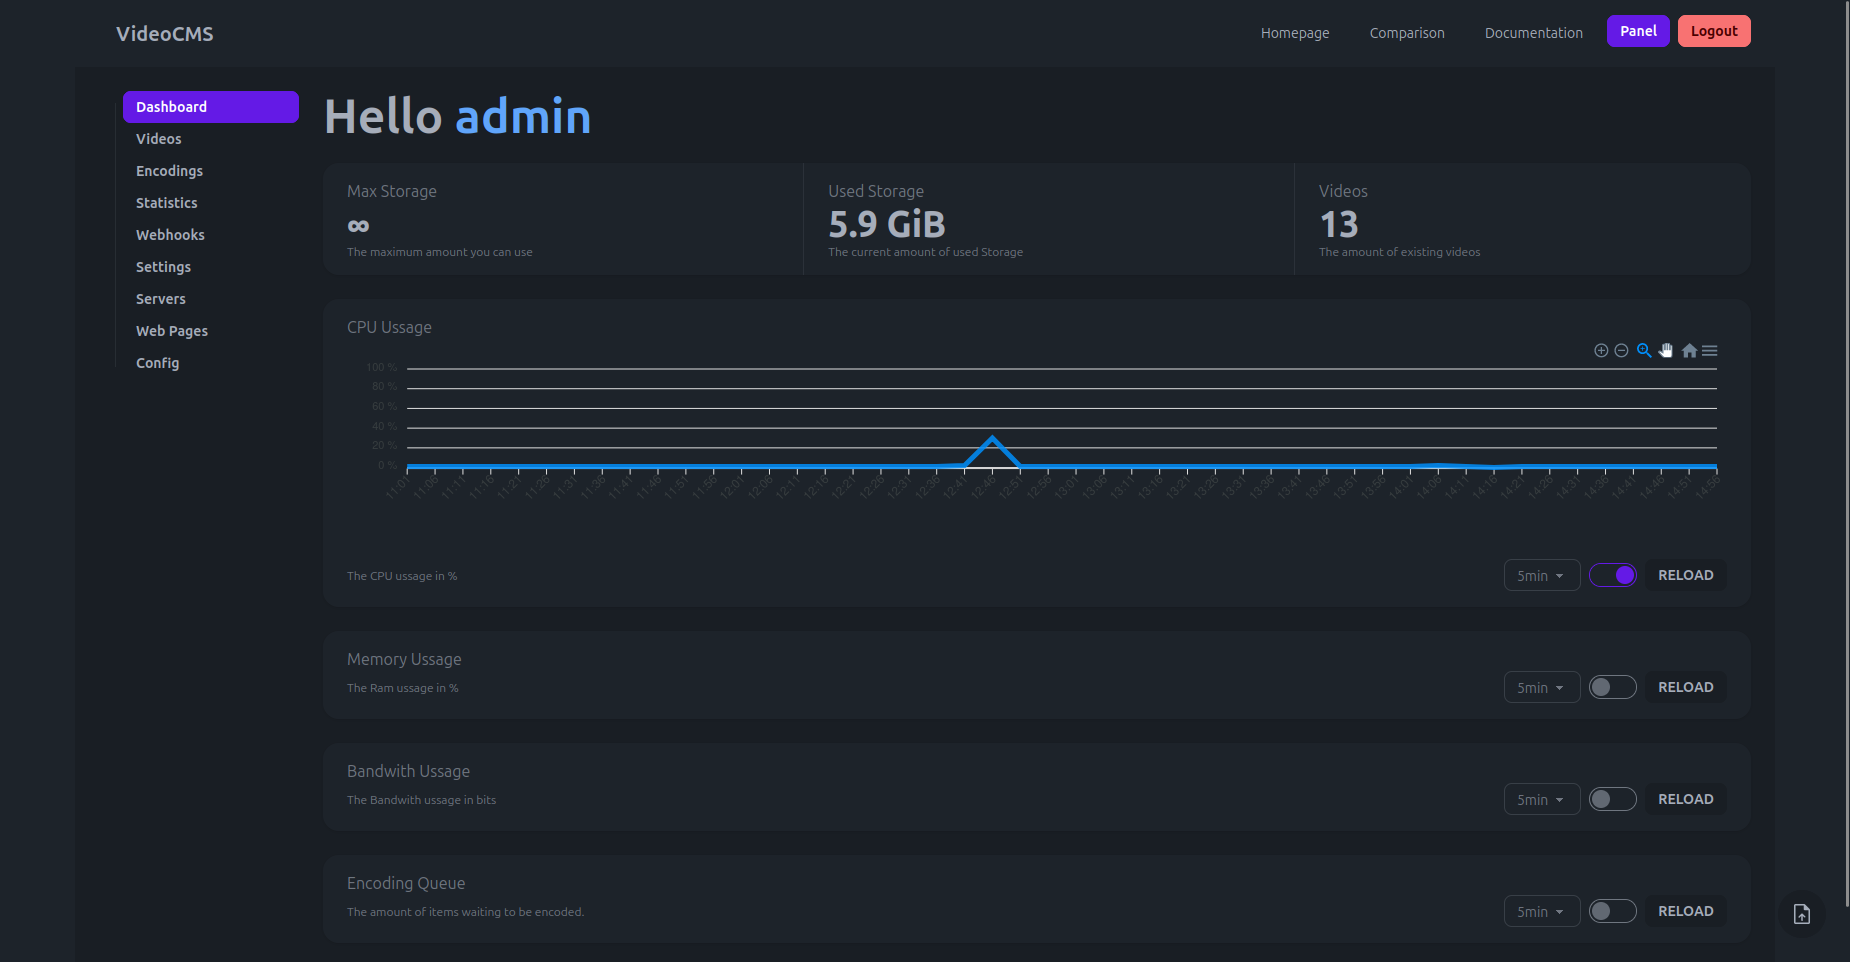 VideoCMS
Homepage
Comparison
Documentation
Panel
Logout
Dashboard
Videos
Encodings
Statistics
Webhooks
Settings
Servers
Web Pages
Config
Hello admin
Max Storage
∞
The maximum amount you can use
Used Storage
5.9 GiB
The current amount of used Storage
Videos
13
The amount of existing videos
CPU Ussage
100 %
80 %
60 %
40 %
20 %
0 %
11:01 11:06 11:11 11:16 11:21 11:26 11:31 11:36 11:41 11:46 11:51 11:56 12:01 12:06 12:11 12:16 12:21 12:26 12:31 12:36 12:41 12:46 12:51 12:56 13:01 13:06 13:11 13:16 13:21 13:26 13:31 13:36 13:41 13:46 13:51 13:56 14:01 14:06 14:11 14:16 14:21 14:26 14:31 14:36 14:41 14:46 14:51 14:56
The CPU ussage in %
5min
RELOAD
Memory Ussage
The Ram ussage in %
5min
RELOAD
Bandwith Ussage
The Bandwith ussage in bits
5min
RELOAD
Encoding Queue
The amount of items waiting to be encoded.
5min
RELOAD